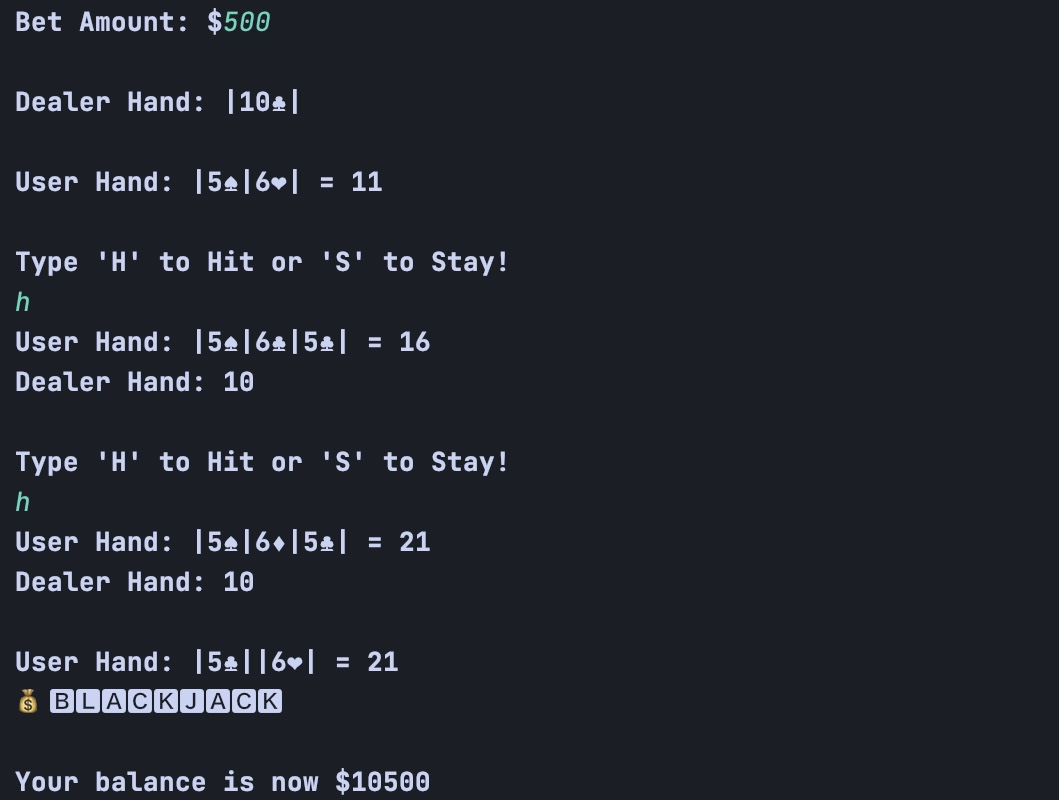 Bet Amount: $500
Dealer Hand: |10♣|
User Hand: |5♠|6❤| = 11
Type 'H' to Hit or 'S' to Stay!
h
User Hand: |5♠|6♣|5♣| = 16
Dealer Hand: 10
Type 'H' to Hit or 'S' to Stay!
h
User Hand: |5♠|6♦|5♣| = 21
Dealer Hand: 10
User Hand: |5♣||6❤| = 21
💰 🅱🅻🅰🅲🅺🅹🅰🅲🅺
Your balance is now $10500